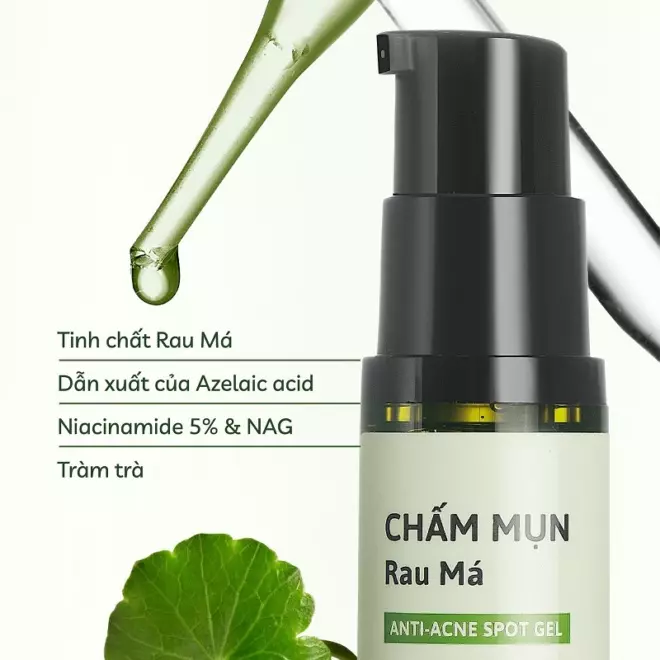 Tinh chất Rau Má
Dẫn xuất của Azelaic acid
Niacinamide 5% & NAG
Tràm trà
CHẤM MỤN
Rau Má
ANTI-ACNE SPOT GEL